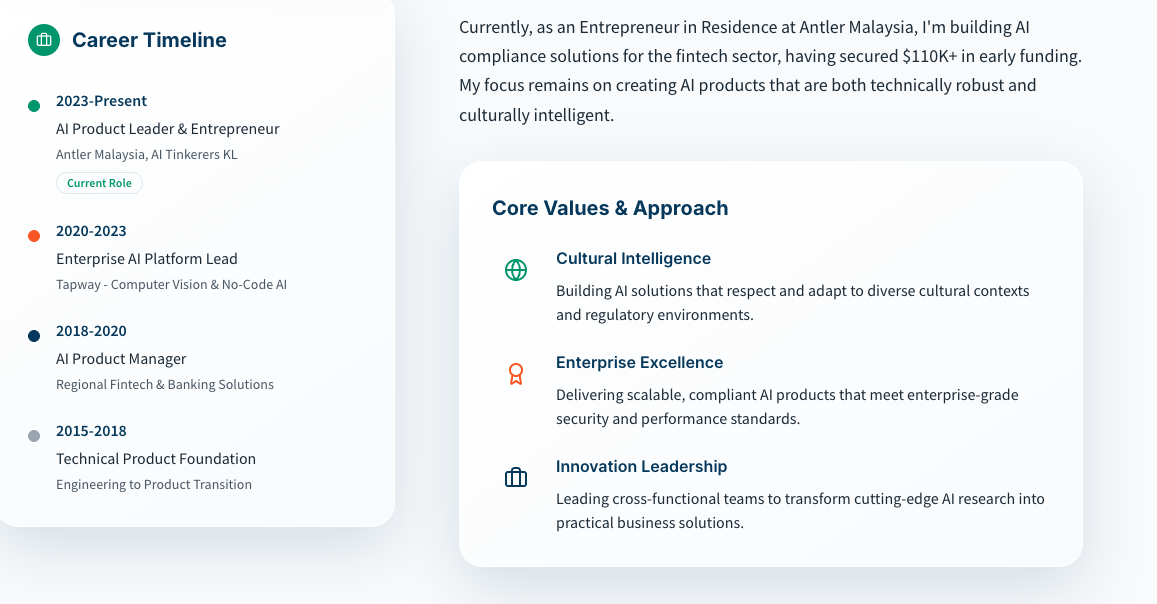 Career Timeline
2023-Present
AI Product Leader & Entrepreneur
Antler Malaysia, AI Tinkerers KL
Current Role
2020-2023
Enterprise AI Platform Lead
Tapway - Computer Vision & No-Code AI
2018-2020
AI Product Manager
Regional Fintech & Banking Solutions
2015-2018
Technical Product Foundation
Engineering to Product Transition
Currently, as an Entrepreneur in Residence at Antler Malaysia, I'm building AI
compliance solutions for the fintech sector, having secured $110K+ in early funding.
My focus remains on creating AI products that are both technically robust and
culturally intelligent.
Core Values & Approach
Cultural Intelligence
Building AI solutions that respect and adapt to diverse cultural contexts
and regulatory environments.
Enterprise Excellence
Delivering scalable, compliant AI products that meet enterprise-grade
security and performance standards.
Innovation Leadership
Leading cross-functional teams to transform cutting-edge AI research into
practical business solutions.